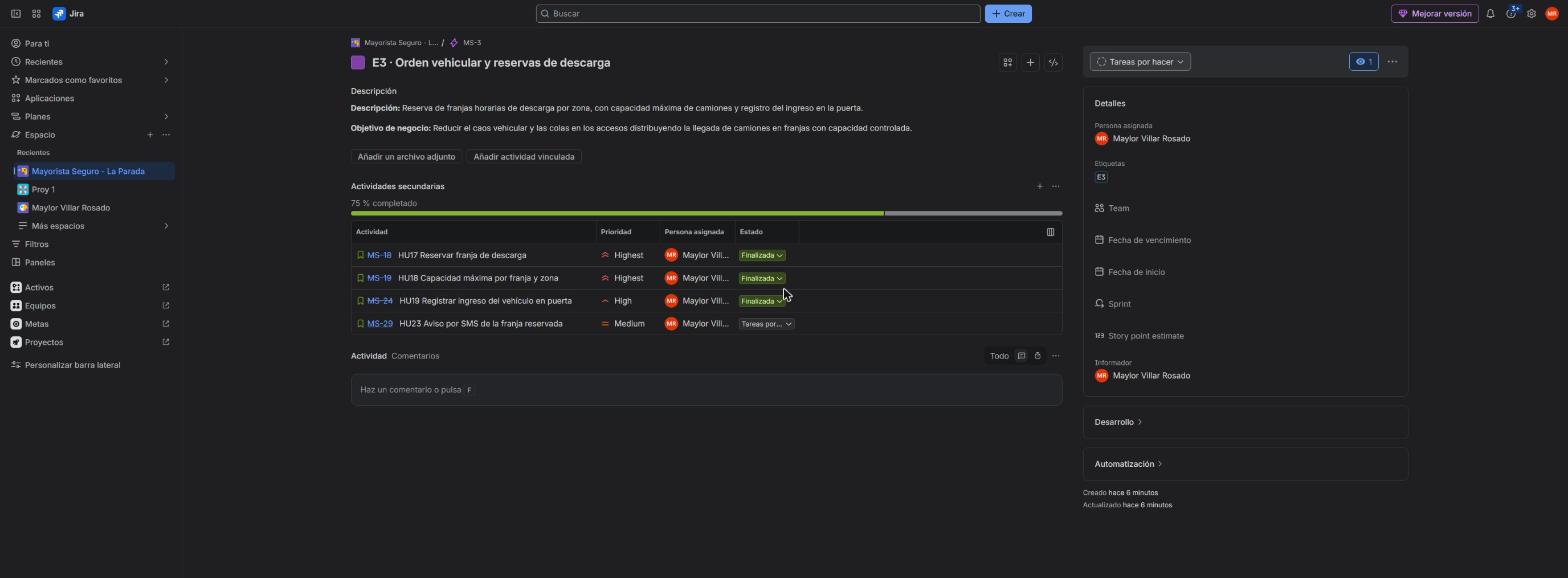 Jira
Buscar
+ Crear
Mejorar versión
3+
MR
Para ti
Recientes
Marcados como favoritos
Aplicaciones
Planes
Espacio
Recientes
Mayorista Seguro - La Parada
Proy 1
Maylor Villar Rosado
Más espacios
Filtros
Paneles
Activos
Equipos
Metas
Proyectos
Personalizar barra lateral
Mayorista Seguro - L... / MS-3
E3 · Orden vehicular y reservas de descarga
Descripción
Descripción: Reserva de franjas horarias de descarga por zona, con capacidad máxima de camiones y registro del ingreso en la puerta.
Objetivo de negocio: Reducir el caos vehicular y las colas en los accesos distribuyendo la llegada de camiones en franjas con capacidad controlada.
Añadir un archivo adjunto Añadir actividad vinculada
Actividades secundarias
75 % completado
Actividad Prioridad Persona asignada Estado
MS-18 HU17 Reservar franja de descarga Highest MR Maylor Vill... Finalizada
MS-19 HU18 Capacidad máxima por franja y zona Highest MR Maylor Vill... Finalizada
MS-24 HU19 Registrar ingreso del vehículo en puerta High MR Maylor Vill... Finalizada
MS-29 HU23 Aviso por SMS de la franja reservada Medium MR Maylor Vill... Tareas por...
Actividad Comentarios Todo
Haz un comentario o pulsa F
Tareas por hacer 1
Detalles
Persona asignada
MR Maylor Villar Rosado
Etiquetas
E3
Team
Fecha de vencimiento
Fecha de inicio
Sprint
123 Story point estimate
Informador
MR Maylor Villar Rosado
Desarrollo
Automatización
Creado hace 6 minutos
Actualizado hace 6 minutos